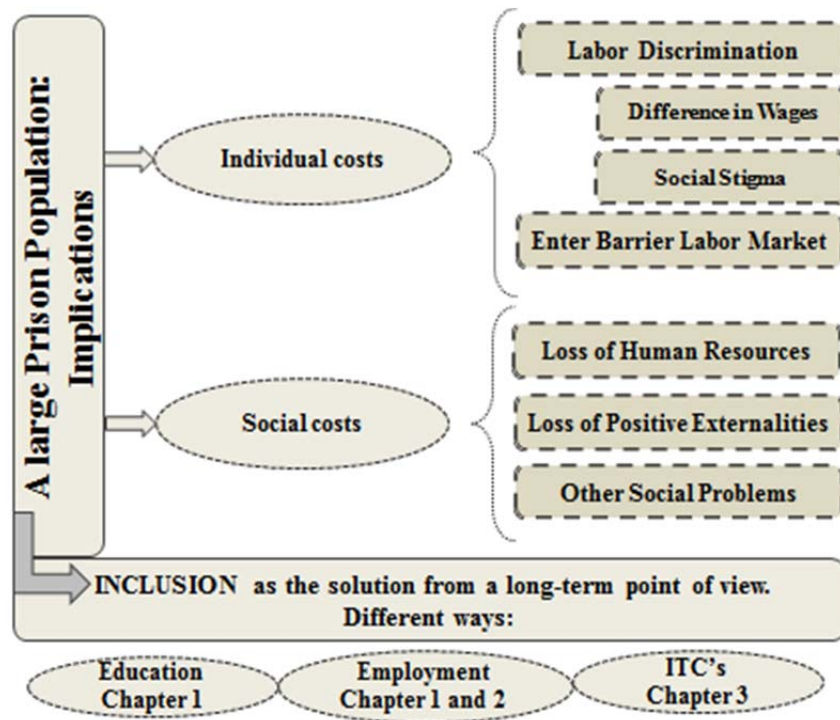 A large Prison Population:
Implications
Individual costs
Labor Discrimination
Difference in Wages
Social Stigma
Enter Barrier Labor Market
Social costs
Loss of Human Resources
Loss of Positive Externalities
Other Social Problems
INCLUSION as the solution from a long-term point of view.
Different ways:
Education
Chapter 1
Employment
Chapter 1 and 2
ITC's
Chapter 3